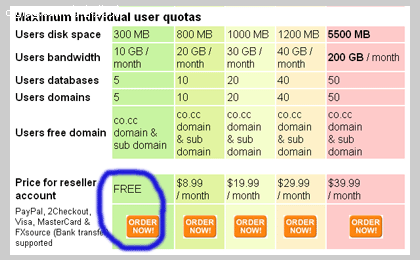 Maximum individual user quotas
Users disk space 300 MB 800 MB 1000 MB 1200 MB 5500 MB
Users bandwidth 10 GB / month 20 GB / month 30 GB / month 40 GB / month 200 GB / month
Users databases 5 10 20 40 50
Users domains 5 10 20 40 50
Users free domain co.cc domain & sub domain co.cc domain & sub domain co.cc domain & sub domain co.cc domain & sub domain co.cc domain & sub domain
Price for reseller account FREE $8.99 / month $19.99 / month $29.99 / month $39.99 / month
PayPal, 2Checkout, Visa, MasterCard & FXsource (Bank transfer supported
ORDER NOW! ORDER NOW! ORDER NOW! ORDER NOW! ORDER NOW!